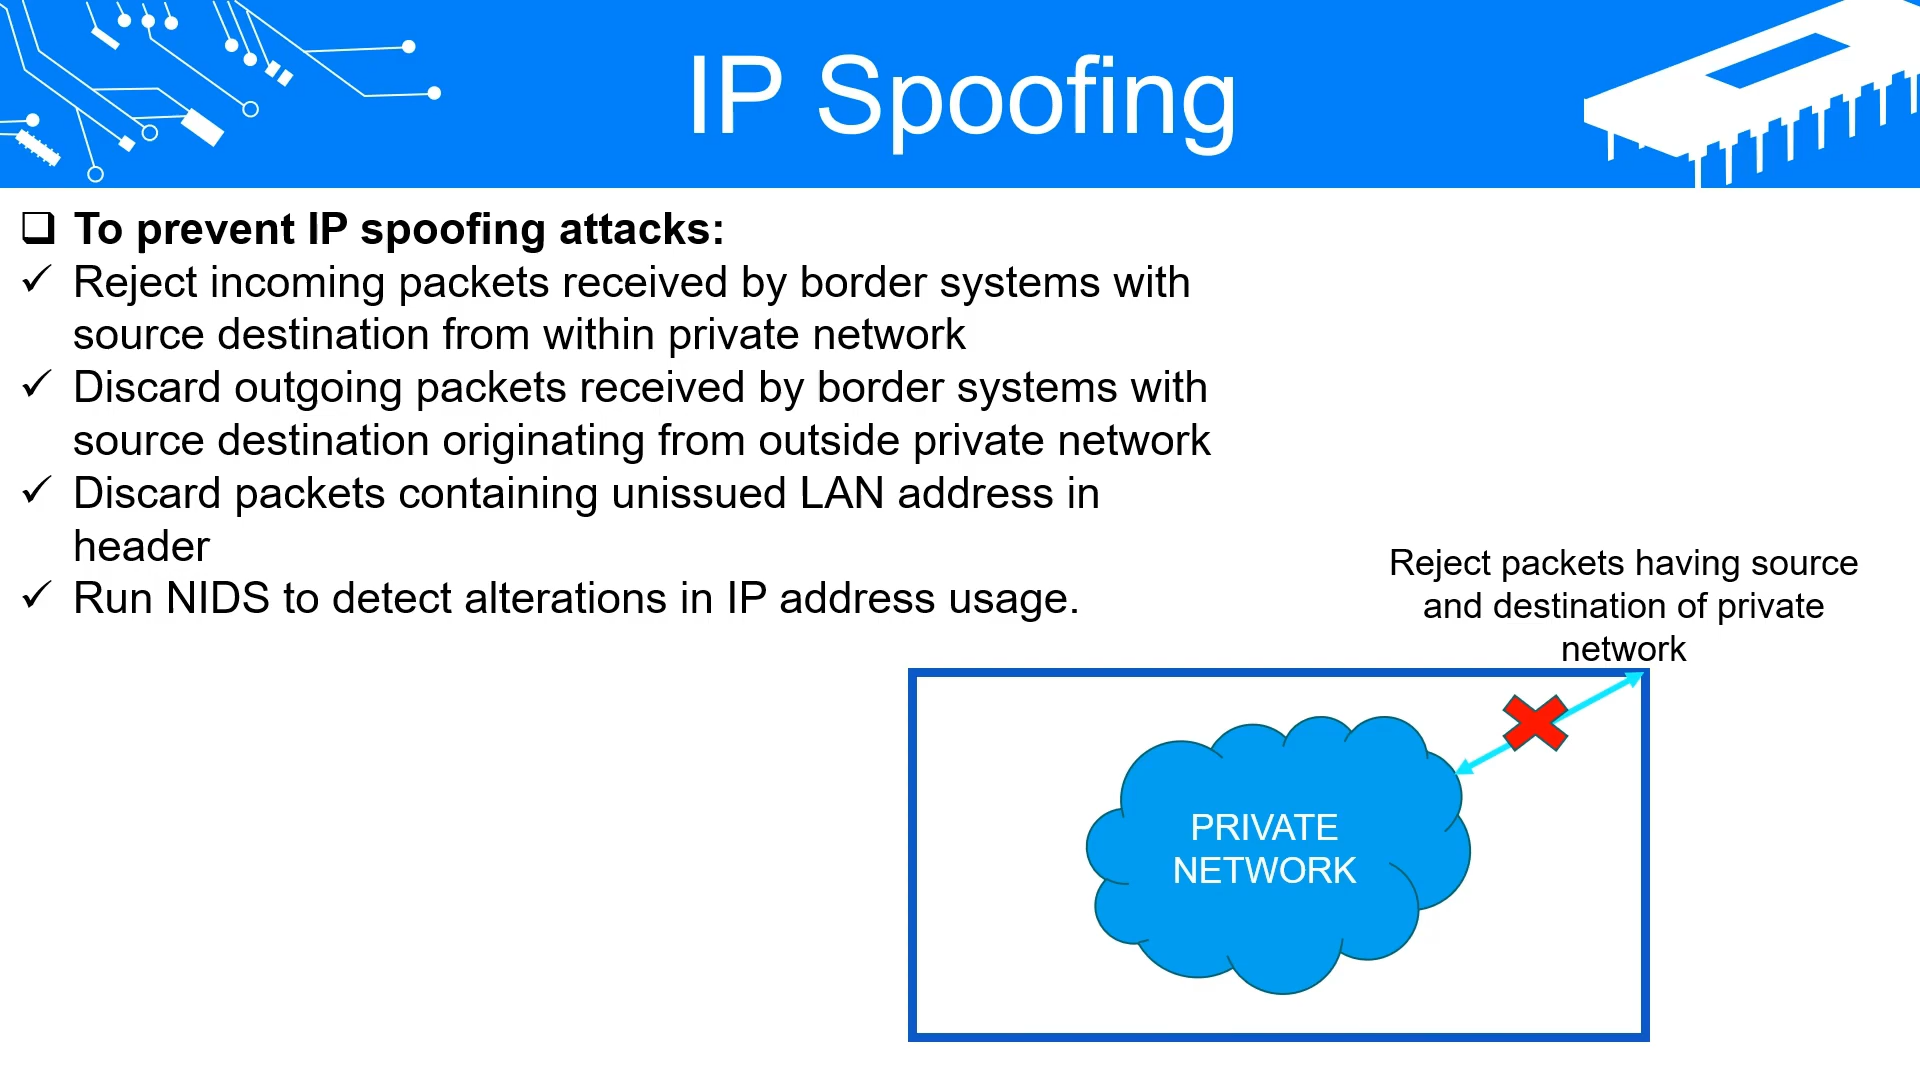 IP Spoofing
To prevent IP spoofing attacks:
Reject incoming packets received by border systems with
source destination from within private network
Discard outgoing packets received by border systems with
source destination originating from outside private network
Discard packets containing unissued LAN address in
header
Run NIDS to detect alterations in IP address usage.
Reject packets having source
and destination of private
network
PRIVATE
NETWORK